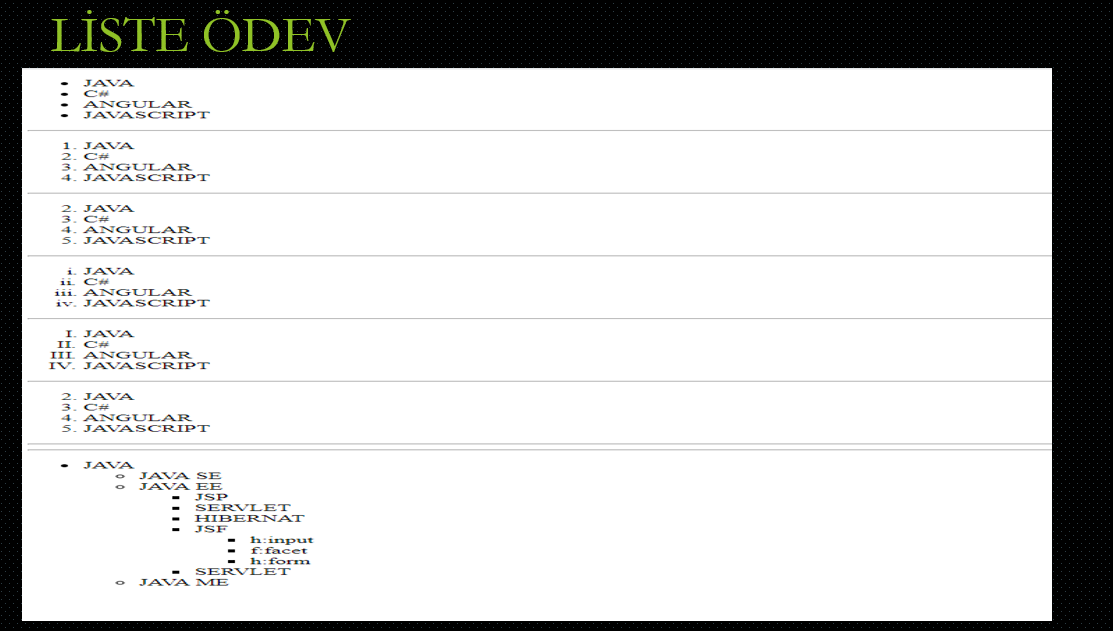 LİSTE ÖDEV
• JAVA
• C#
• ANGULAR
• JAVASCRIPT
1. JAVA
2. C#
3. ANGULAR
4. JAVASCRIPT
2. JAVA
3. C#
4. ANGULAR
5. JAVASCRIPT
i. JAVA
ii. C#
iii. ANGULAR
iv. JAVASCRIPT
I. JAVA
II. C#
III. ANGULAR
IV. JAVASCRIPT
2. JAVA
3. C#
4. ANGULAR
5. JAVASCRIPT
• JAVA
◦ JAVA SE
◦ JAVA EE
▪ JSP
▪ SERVLET
▪ HIBERNAT
▪ JSF
▪ h:input
▪ f:facet
▪ h:form
▪ SERVLET
◦ JAVA ME